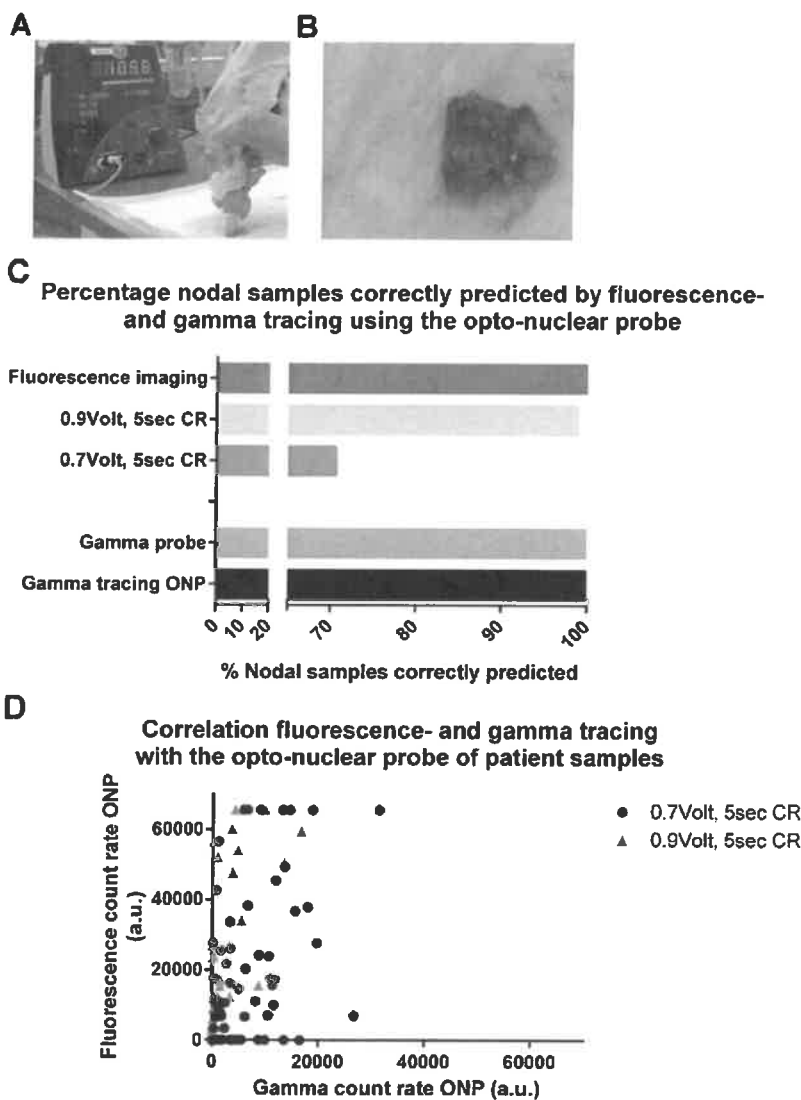 A
B
C
Percentage nodal samples correctly predicted by fluorescence-
and gamma tracing using the opto-nuclear probe
Fluorescence imaging
0.9Volt, 5sec CR
0.7Volt, 5sec CR
Gamma probe
Gamma tracing ONP
0 10 20 70 80 90 100
% Nodal samples correctly predicted
D
Correlation fluorescence- and gamma tracing
with the opto-nuclear probe of patient samples
Fluorescence count rate ONP
(a.u.)
60000
40000
20000
0
0 20000 40000 60000
Gamma count rate ONP (a.u.)
0.7Volt, 5sec CR
0.9Volt, 5sec CR